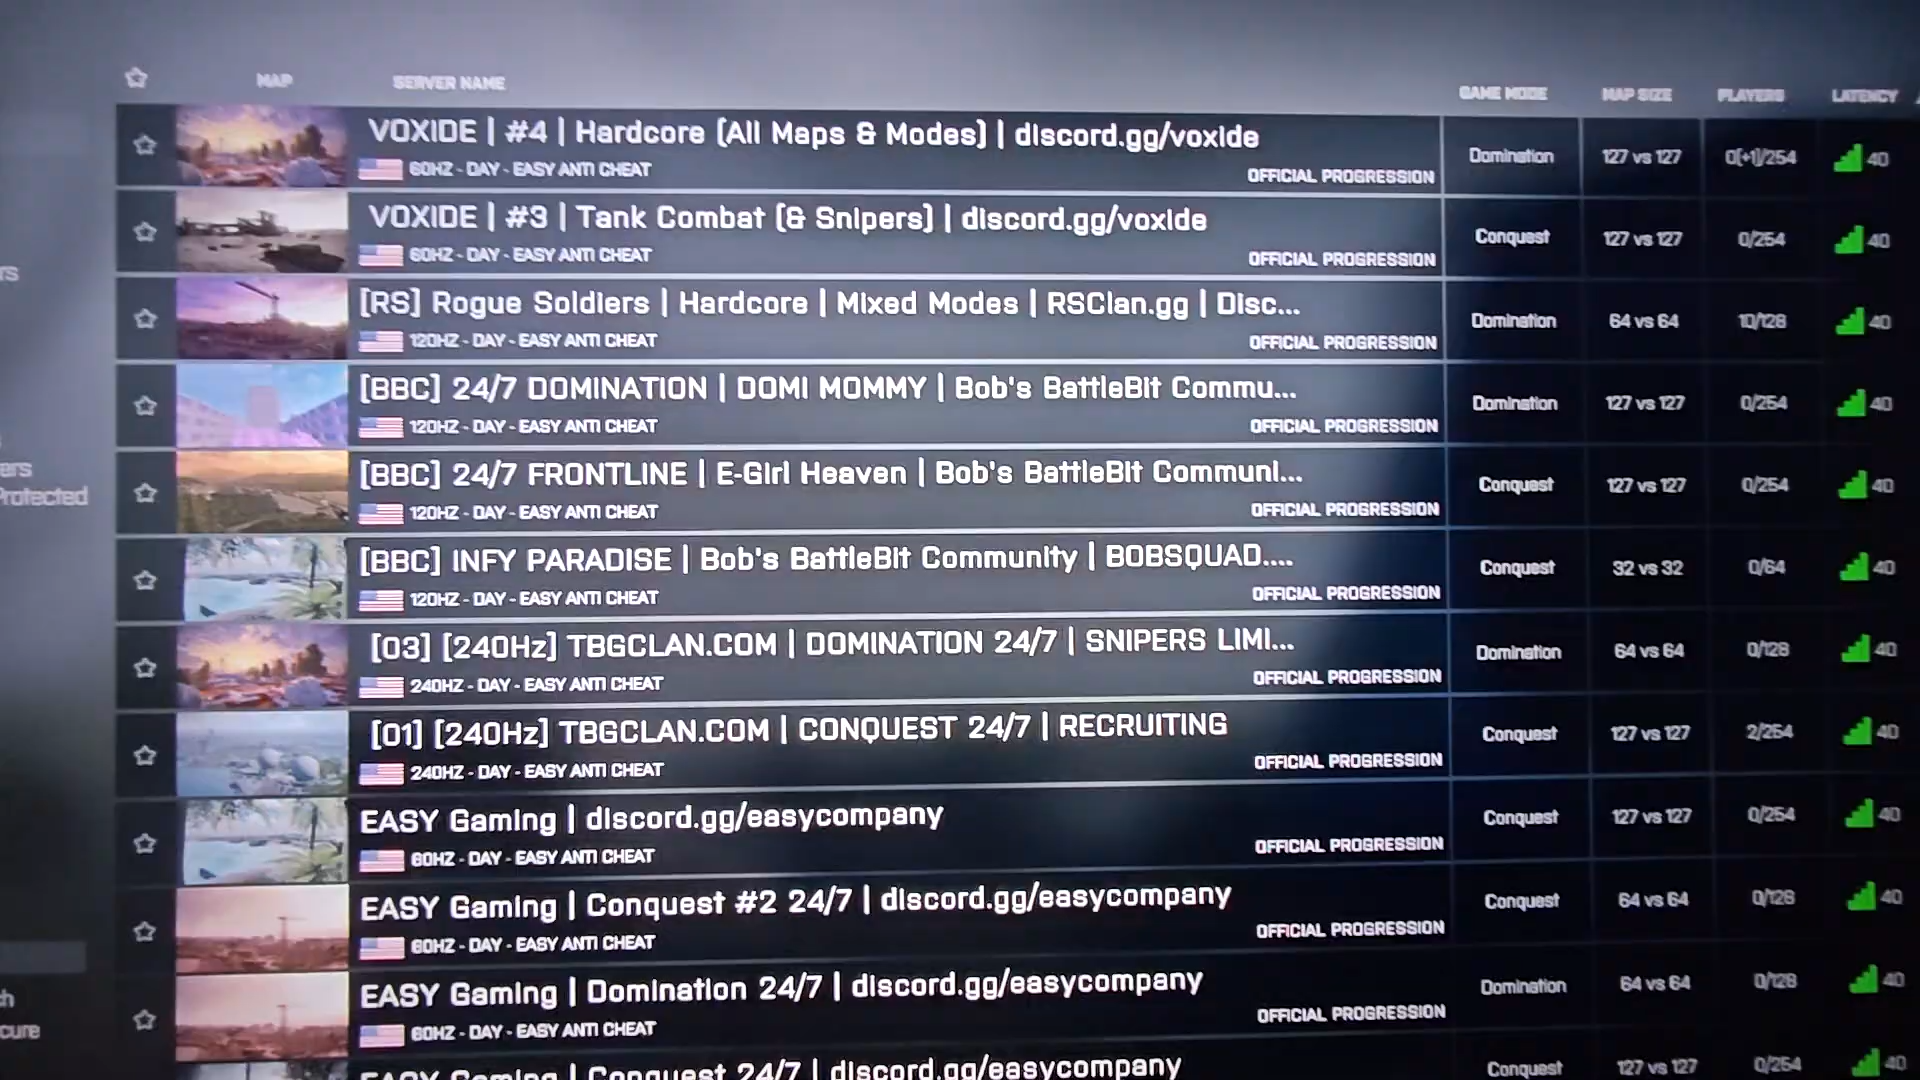 MAP SERVER NAME GAME MODE MAP SIZE PLAYERS LATENCY
VOXIDE | #4 | Hardcore (All Maps & Modes) | discord.gg/voxide
60HZ - DAY - EASY ANTI CHEAT OFFICIAL PROGRESSION Domination 127 vs 127 0(+1)/254 40
VOXIDE | #3 | Tank Combat (& Snipers) | discord.gg/voxide
60HZ - DAY - EASY ANTI CHEAT OFFICIAL PROGRESSION Conquest 127 vs 127 0/254 40
rs
[RS] Rogue Soldiers | Hardcore | Mixed Modes | RSClan.gg | Disc...
120HZ - DAY - EASY ANTI CHEAT OFFICIAL PROGRESSION Domination 64 vs 64 10/128 40
[BBC] 24/7 DOMINATION | DOMI MOMMY | Bob's BattleBit Commu...
120HZ - DAY - EASY ANTI CHEAT OFFICIAL PROGRESSION Domination 127 vs 127 0/254 40
ers
Protected
[BBC] 24/7 FRONTLINE | E-Girl Heaven | Bob's BattleBit Communi...
120HZ - DAY - EASY ANTI CHEAT OFFICIAL PROGRESSION Conquest 127 vs 127 0/254 40
[BBC] INFY PARADISE | Bob's BattleBit Community | BOBSQUAD....
120HZ - DAY - EASY ANTI CHEAT OFFICIAL PROGRESSION Conquest 32 vs 32 0/64 40
[03] [240Hz] TBGCLAN.COM | DOMINATION 24/7 | SNIPERS LIMI...
240HZ - DAY - EASY ANTI CHEAT OFFICIAL PROGRESSION Domination 64 vs 64 0/128 40
[01] [240Hz] TBGCLAN.COM | CONQUEST 24/7 | RECRUITING
240HZ - DAY - EASY ANTI CHEAT OFFICIAL PROGRESSION Conquest 127 vs 127 2/254 40
EASY Gaming | discord.gg/easycompany
60HZ - DAY - EASY ANTI CHEAT OFFICIAL PROGRESSION Conquest 127 vs 127 0/254 40
EASY Gaming | Conquest #2 24/7 | discord.gg/easycompany
60HZ - DAY - EASY ANTI CHEAT OFFICIAL PROGRESSION Conquest 64 vs 64 0/128 40
EASY Gaming | Domination 24/7 | discord.gg/easycompany
60HZ - DAY - EASY ANTI CHEAT OFFICIAL PROGRESSION Domination 64 vs 64 0/128 40
ch
cure
EASY Gaming | Conquest 24/7 | discord.gg/easycompany
Conquest 127 vs 127 0/254 40